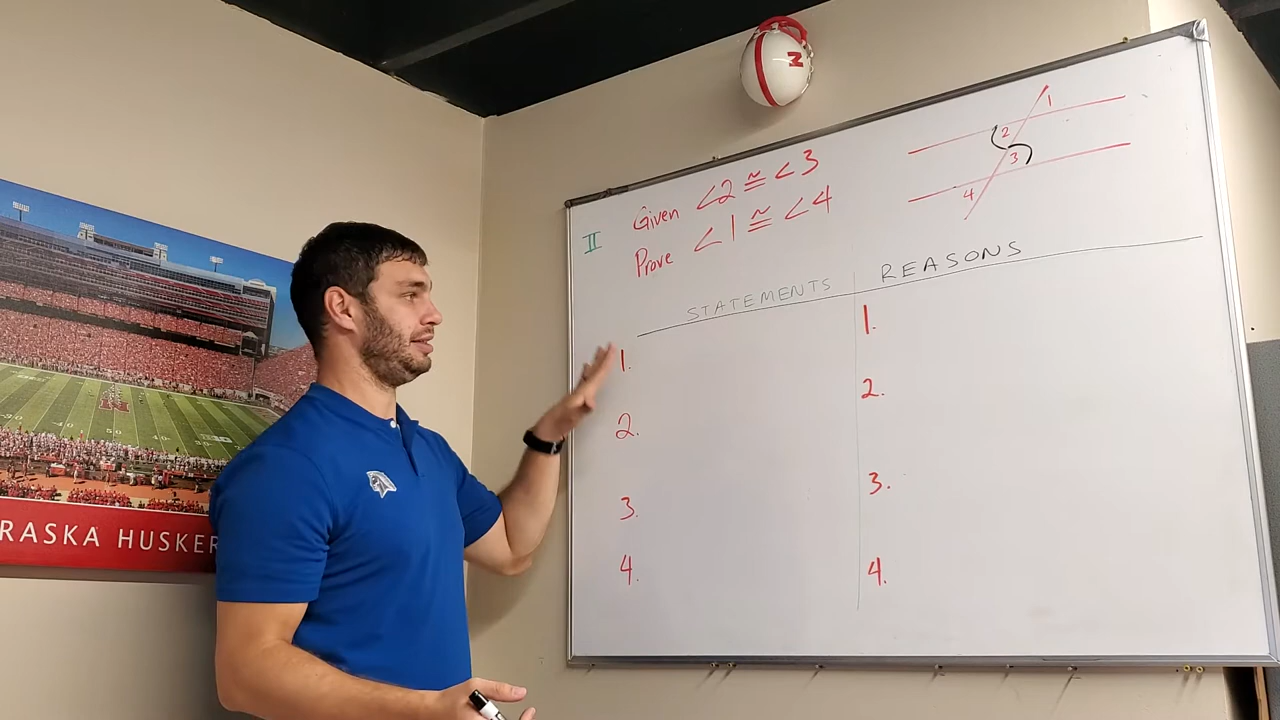 N
II
Given ∠2 ≅ ∠3
Prove ∠1 ≅ ∠4
1
2
3
4
STATEMENTS
REASONS
1.
1.
2.
2.
3.
3.
4.
4.
N
RASKA HUSKER